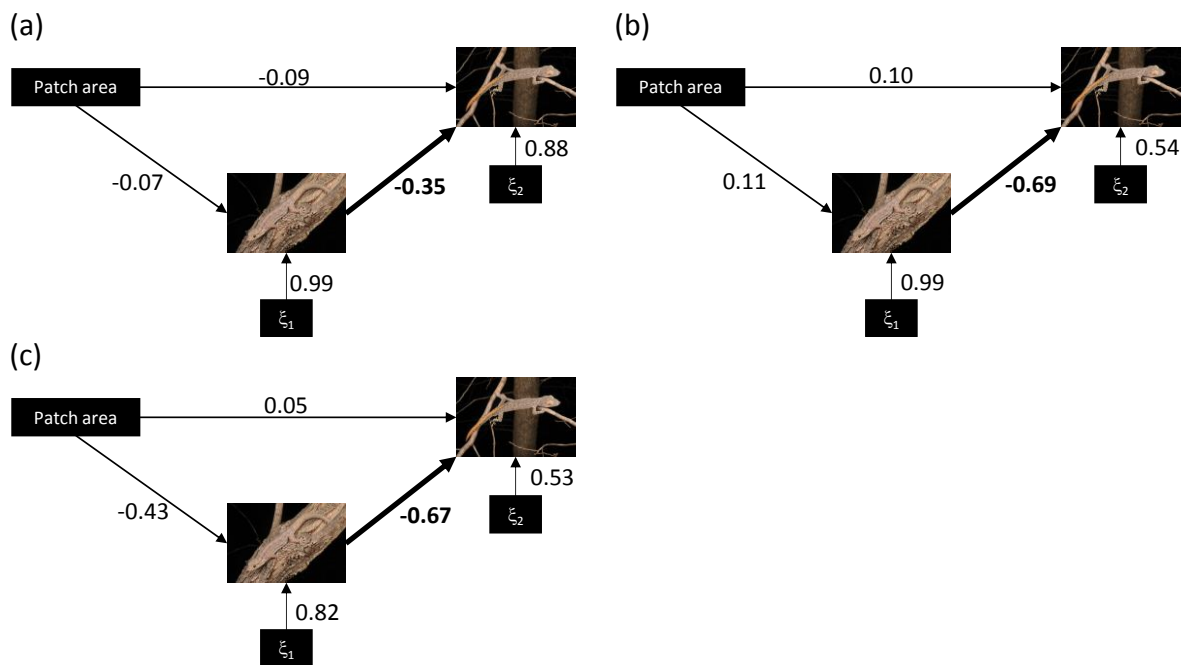 (a)
Patch area
-0.09
-0.07
-0.35
0.88
ξ2
0.99
ξ1
(b)
Patch area
0.10
0.11
-0.69
0.54
ξ2
0.99
ξ1
(c)
Patch area
0.05
-0.43
-0.67
0.53
ξ2
0.82
ξ1